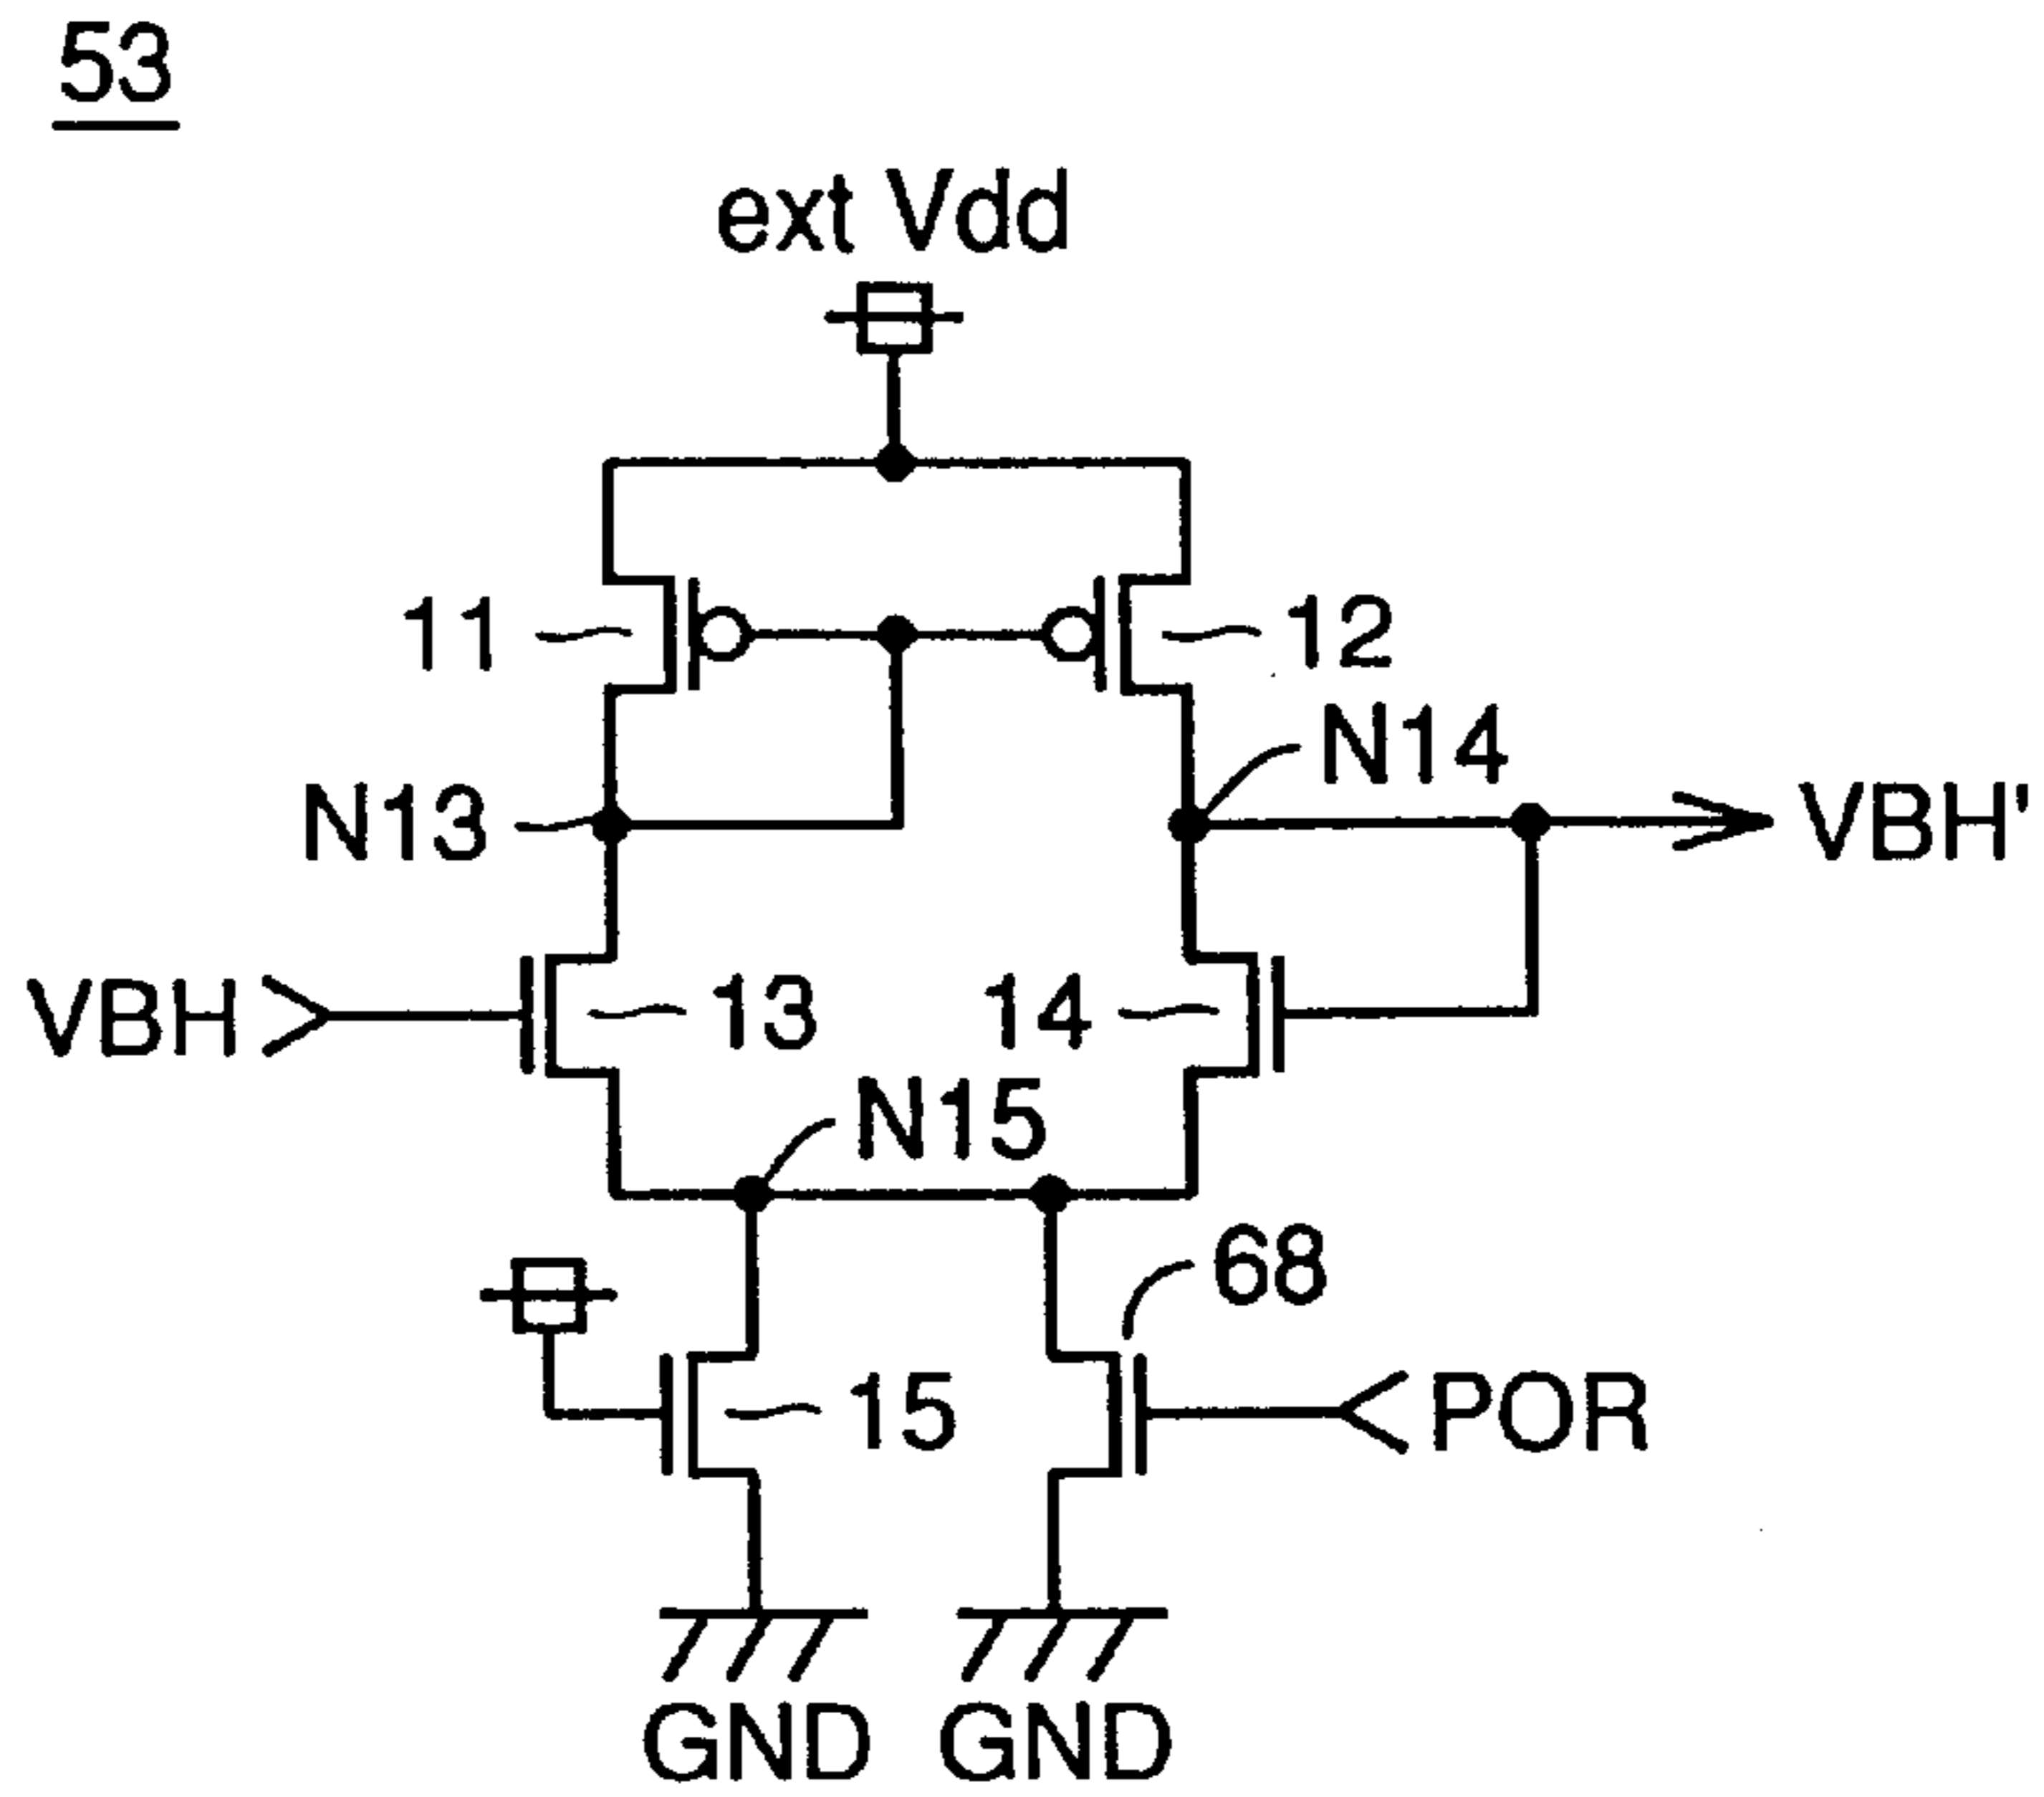 53
ext Vdd
11
12
N13
N14
VBH'
VBH
13
14
N15
68
15
POR
GND
GND